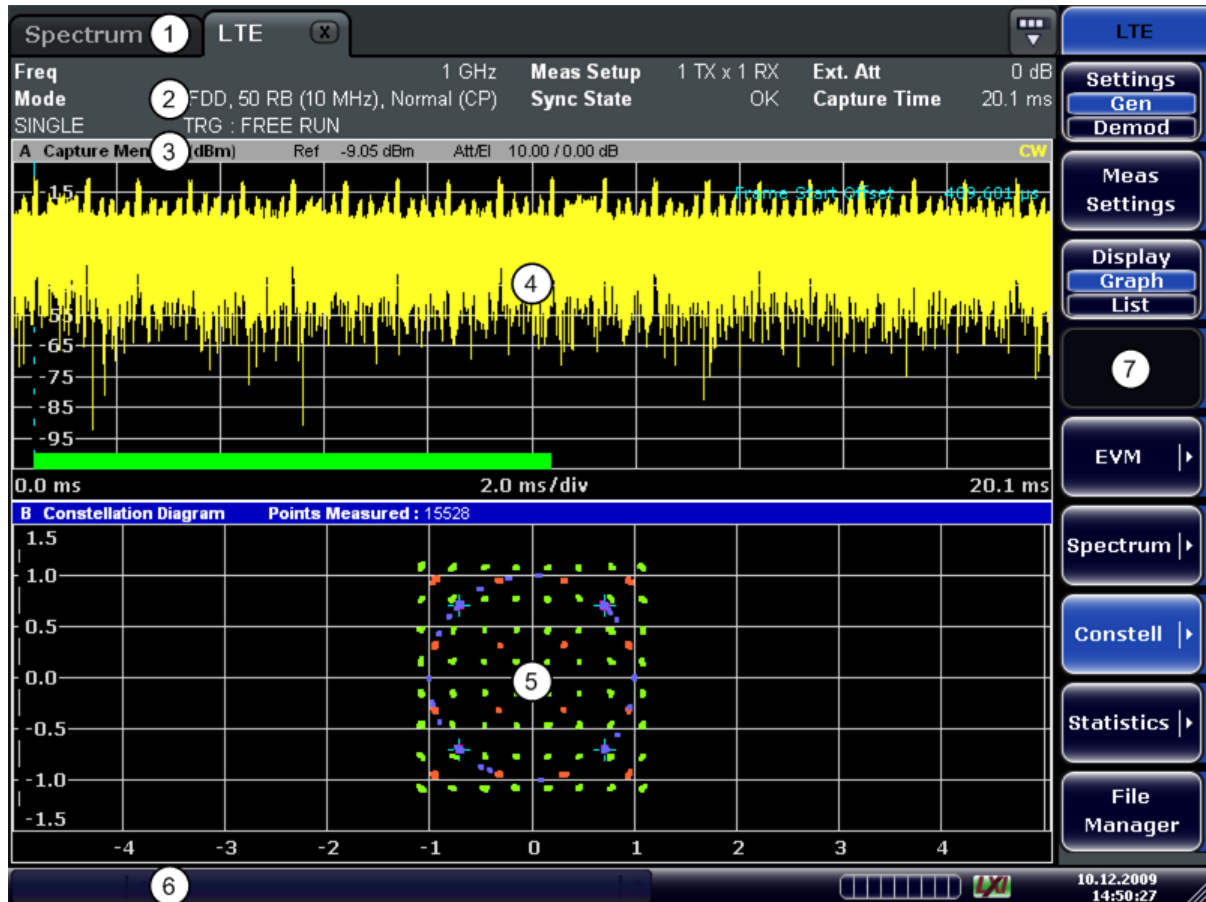 Spectrum 1 LTE X
Freq 1 GHz Meas Setup 1 TX x 1 RX Ext. Att 0 dB
Mode 2 FDD, 50 RB (10 MHz), Normal (CP) Sync State OK Capture Time 20.1 ms
SINGLE TRG : FREE RUN
A Capture Mem 3 (dBm) Ref -9.05 dBm Att/El 10.00 / 0.00 dB CW
-15
Frame Start Offset 409.601 µs
4
-55
-65
-75
-85
-95
0.0 ms 2.0 ms/div 20.1 ms
B Constellation Diagram Points Measured : 15528
1.5
1.0
0.5
0.0
5
-0.5
-1.0
-1.5
-4 -3 -2 -1 0 1 2 3 4
6
LXI
10.12.2009
14:50:27
LTE
Settings
Gen
Demod
Meas
Settings
Display
Graph
List
7
EVM
Spectrum
Constell
Statistics
File
Manager